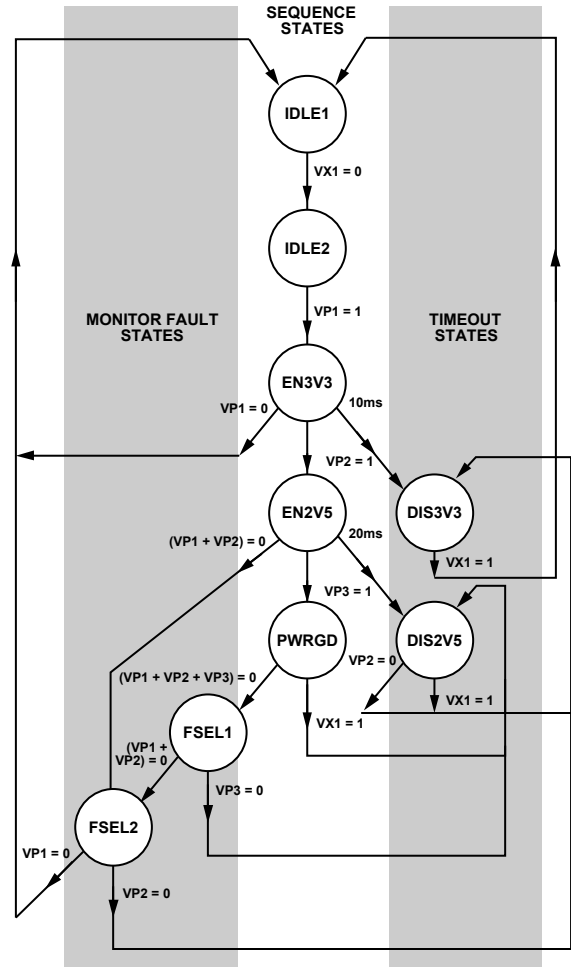 SEQUENCE
STATES
IDLE1
VX1 = 0
IDLE2
MONITOR FAULT
STATES
VP1 = 1
TIMEOUT
STATES
EN3V3
VP1 = 0
10ms
VP2 = 1
DIS3V3
EN2V5
(VP1 + VP2) = 0
20ms
VX1 = 1
VP3 = 1
PWRGD
DIS2V5
VP2 = 0
(VP1 + VP2 + VP3) = 0
VX1 = 1
VX1 = 1
FSEL1
(VP1 +
VP2) = 0
VP3 = 0
FSEL2
VP1 = 0
VP2 = 0